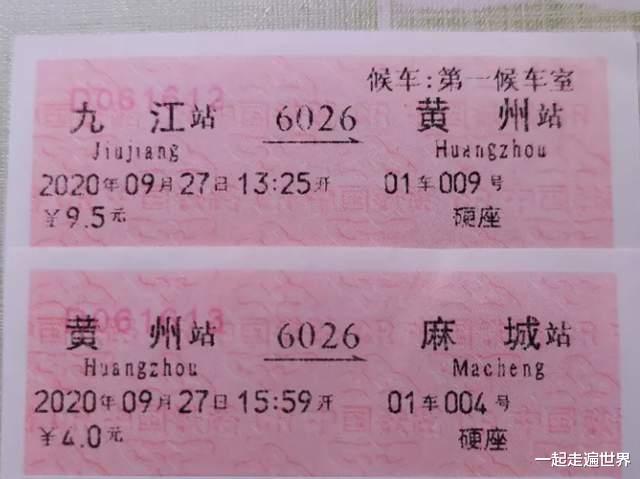 候车:第一候车室
D061612
九 江站 6026 黄 州站
Jiujiang Huangzhou
2020年09月27日13:25开 01车009号
¥9.5元 硬座
D061613
黄 州站 6026 麻 城站
Huangzhou Macheng
2020年09月27日15:59开 01车004号
¥4.0元 硬座
一起走遍世界